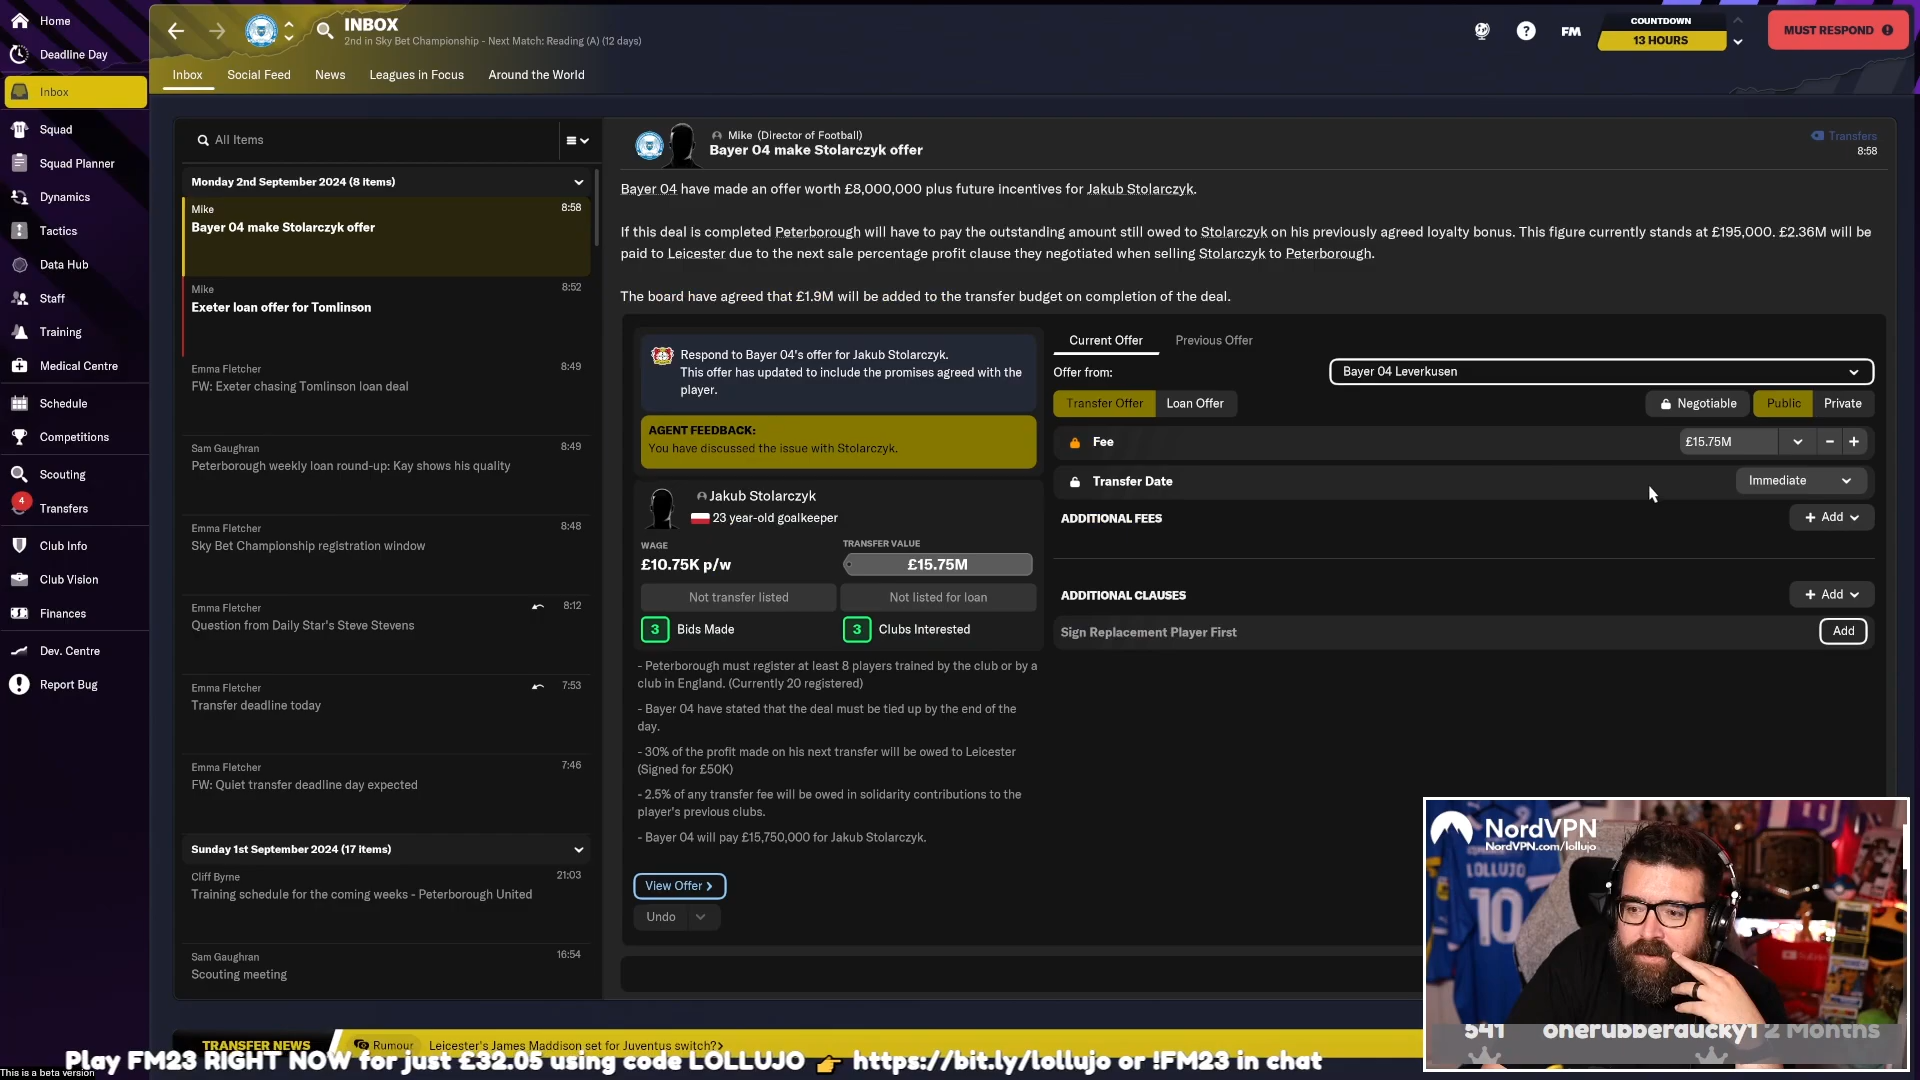 Home
Deadline Day
Inbox
Squad
Squad Planner
Dynamics
Tactics
Data Hub
Staff
Training
Medical Centre
Schedule
Competitions
Scouting
4
Transfers
Club Info
Club Vision
Finances
Dev. Centre
Report Bug
This is a beta version
INBOX
2nd in Sky Bet Championship - Next Match: Reading (A) (12 days)
FM
COUNTDOWN
13 HOURS
MUST RESPOND
Inbox
Social Feed
News
Leagues in Focus
Around the World
All Items
Monday 2nd September 2024 (8 Items)
Mike 8:58
Bayer 04 make Stolarczyk offer
Mike 8:52
Exeter loan offer for Tomlinson
Emma Fletcher 8:49
FW: Exeter chasing Tomlinson loan deal
Sam Gaughran 8:49
Peterborough weekly loan round-up: Kay shows his quality
Emma Fletcher 8:48
Sky Bet Championship registration window
Emma Fletcher 8:12
Question from Daily Star's Steve Stevens
Emma Fletcher 7:53
Transfer deadline today
Emma Fletcher 7:46
FW: Quiet transfer deadline day expected
Sunday 1st September 2024 (17 Items)
Cliff Byrne 21:03
Training schedule for the coming weeks - Peterborough United
Sam Gaughran 16:54
Scouting meeting
Mike (Director of Football)
Bayer 04 make Stolarczyk offer
Transfers
8:58
Bayer 04 have made an offer worth £8,000,000 plus future incentives for Jakub Stolarczyk.
If this deal is completed Peterborough will have to pay the outstanding amount still owed to Stolarczyk on his previously agreed loyalty bonus. This figure currently stands at £195,000. £2.36M will be
paid to Leicester due to the next sale percentage profit clause they negotiated when selling Stolarczyk to Peterborough.
The board have agreed that £1.9M will be added to the transfer budget on completion of the deal.
Respond to Bayer 04's offer for Jakub Stolarczyk.
This offer has updated to include the promises agreed with the
player.
AGENT FEEDBACK:
You have discussed the issue with Stolarczyk.
Jakub Stolarczyk
23 year-old goalkeeper
WAGE
£10.75K p/w
TRANSFER VALUE
£15.75M
Not transfer listed
Not listed for loan
3 Bids Made
3 Clubs Interested
- Peterborough must register at least 8 players trained by the club or by a
club in England. (Currently 20 registered)
- Bayer 04 have stated that the deal must be tied up by the end of the
day.
- 30% of the profit made on his next transfer will be owed to Leicester
(Signed for £50K)
- 2.5% of any transfer fee will be owed in solidarity contributions to the
player's previous clubs.
- Bayer 04 will pay £15,750,000 for Jakub Stolarczyk.
View Offer
Undo
Current Offer
Previous Offer
Offer from:
Bayer 04 Leverkusen
Transfer Offer
Loan Offer
Negotiable
Public
Private
Fee
£15.75M
Transfer Date
Immediate
ADDITIONAL FEES
+ Add
ADDITIONAL CLAUSES
+ Add
Sign Replacement Player First
Add
NordVPN
NordVPN.com/lollujo
LOLLUJO
10
541 onerubberducky1 2 Months
TRANSFER NEWS
Rumour
Leicester's James Maddison set for Juventus switch?
Play FM23 RIGHT NOW for just £32.05 using code LOLLUJO 👉 https://bit.ly/lollujo or !FM23 in chat